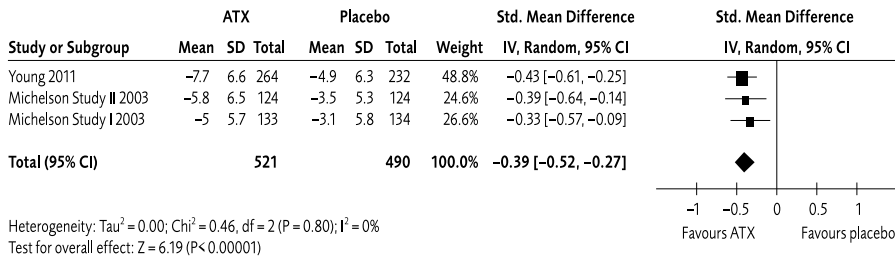 ATX Placebo Std. Mean Difference Std. Mean Difference
Study or Subgroup Mean SD Total Mean SD Total Weight IV, Random, 95% CI IV, Random, 95% CI
Young 2011 −7.7 6.6 264 −4.9 6.3 232 48.8% −0.43 [−0.61, −0.25]
Michelson Study II 2003 −5.8 6.5 124 −3.5 5.3 124 24.6% −0.39 [−0.64, −0.14]
Michelson Study I 2003 −5 5.7 133 −3.1 5.8 134 26.6% −0.33 [−0.57, −0.09]
Total (95% CI) 521 490 100.0% −0.39 [−0.52, −0.27]
−1 −0.5 0 0.5 1
Heterogeneity: Tau² = 0.00; Chi² = 0.46, df = 2 (P = 0.80); I² = 0%
Favours ATX Favours placebo
Test for overall effect: Z = 6.19 (P< 0.00001)